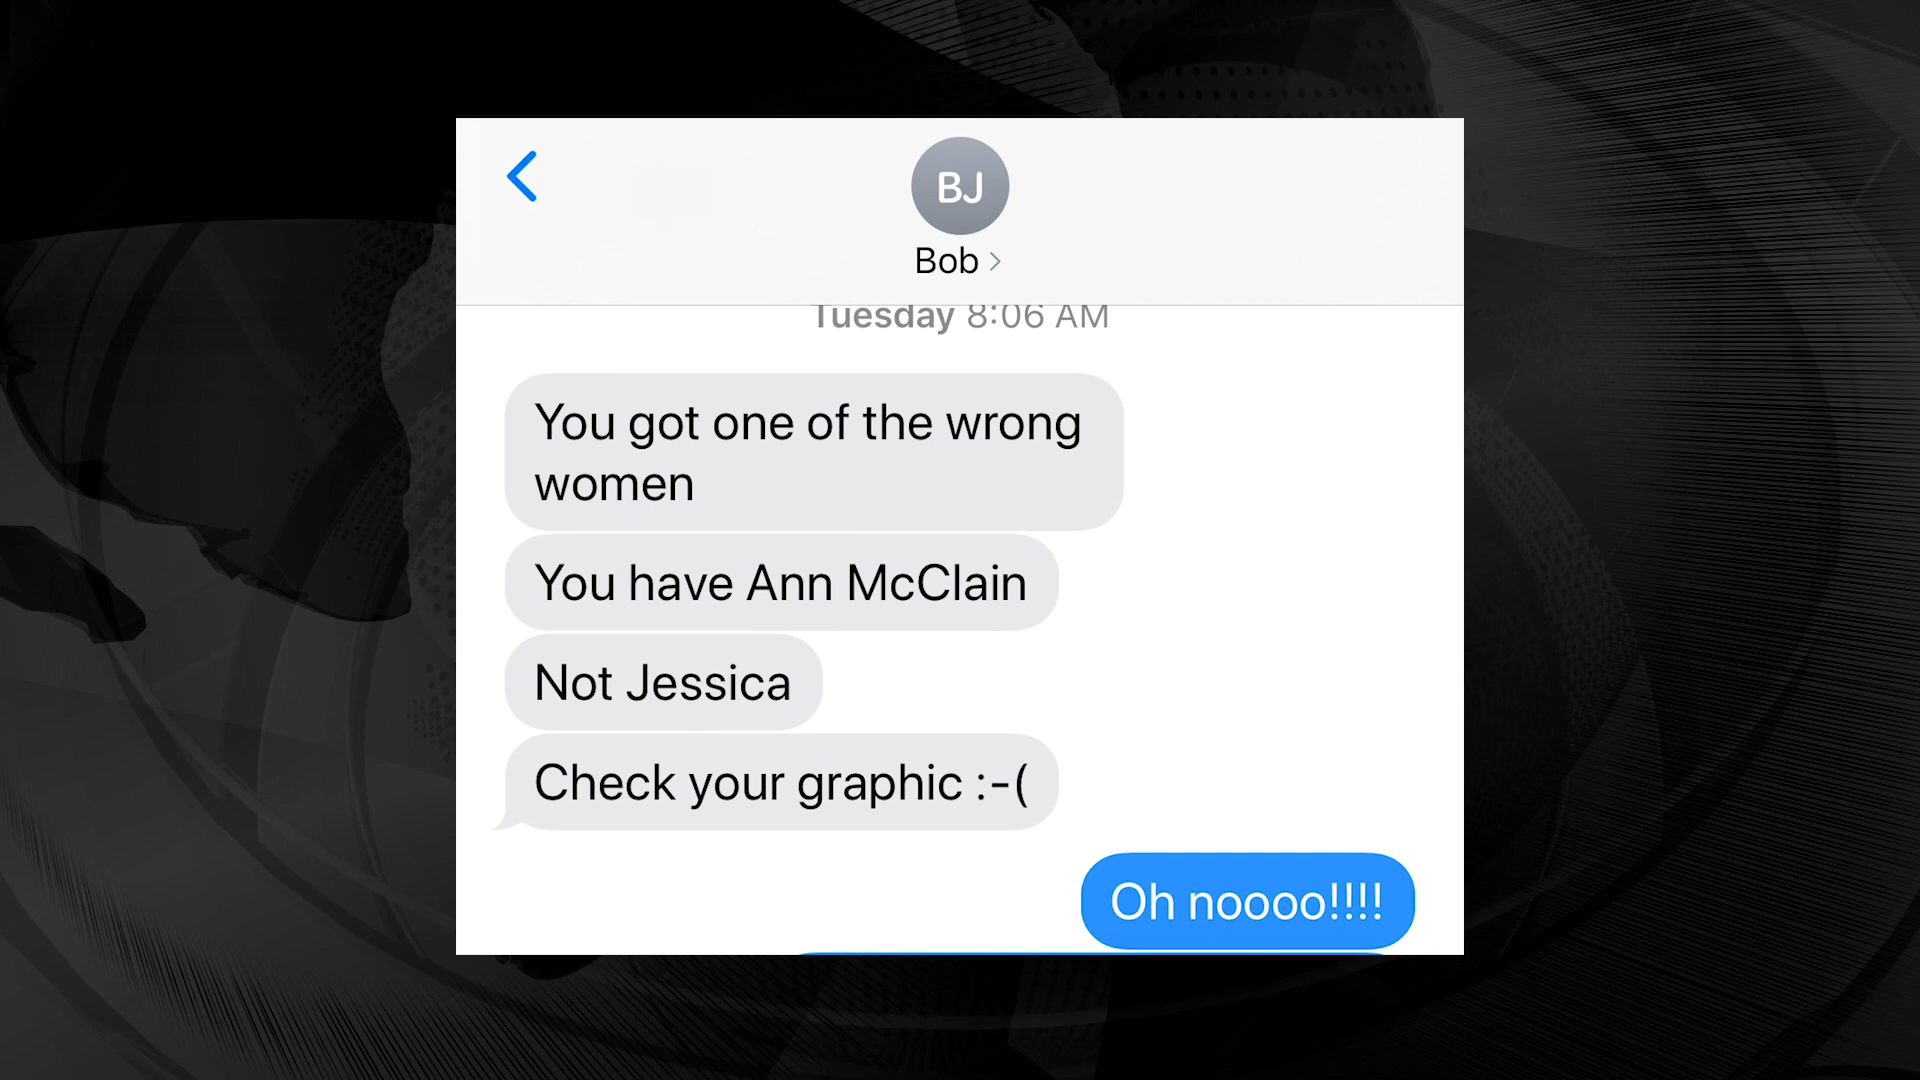 BJ
Bob
Tuesday 8:06 AM
You got one of the wrong
women
You have Ann McClain
Not Jessica
Check your graphic :-(
Oh noooo!!!!